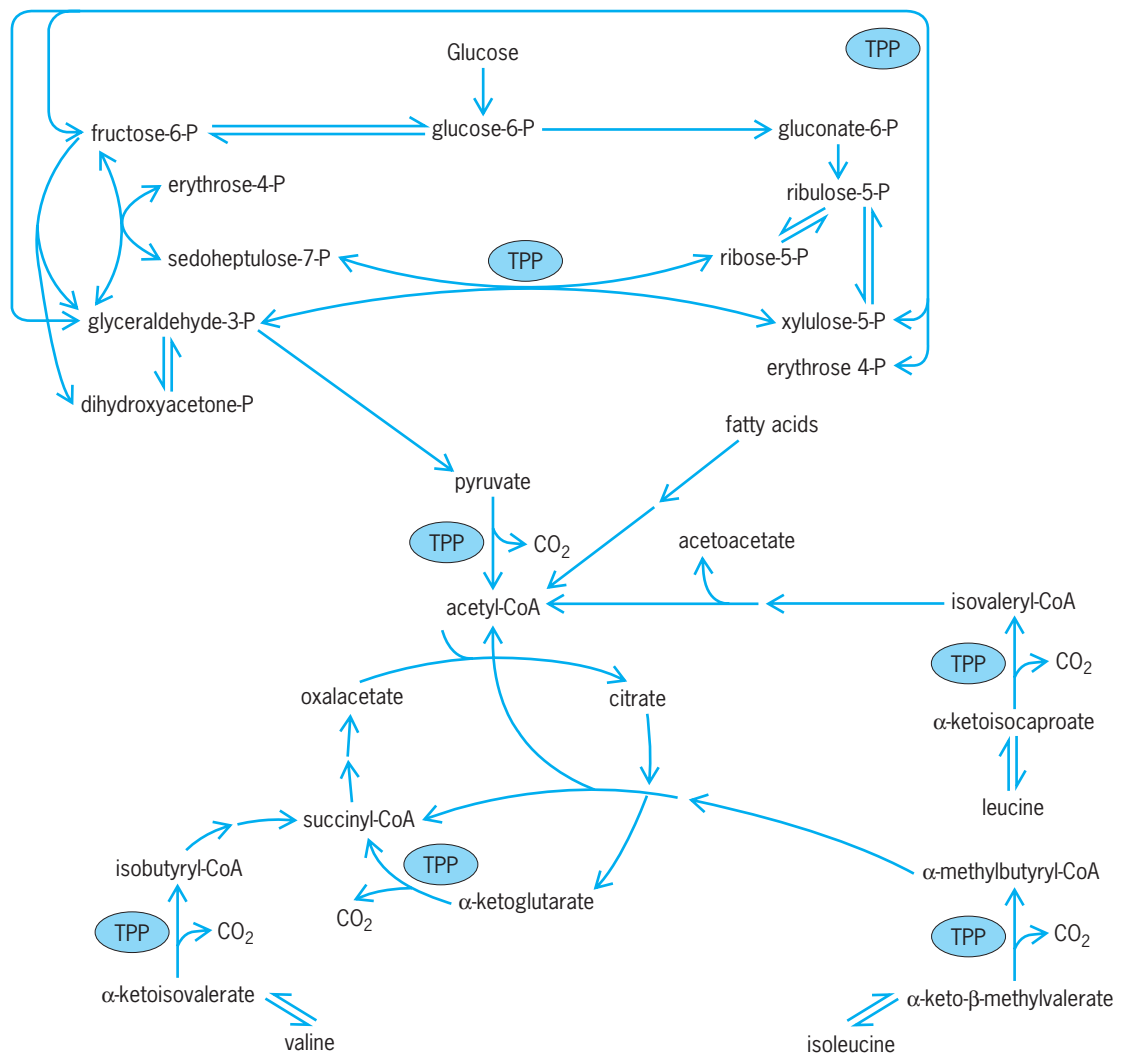 TPP
Glucose
fructose-6-P
glucose-6-P
gluconate-6-P
erythrose-4-P
ribulose-5-P
sedoheptulose-7-P
TPP
ribose-5-P
glyceraldehyde-3-P
xylulose-5-P
erythrose 4-P
dihydroxyacetone-P
fatty acids
pyruvate
TPP
CO2
acetoacetate
acetyl-CoA
isovaleryl-CoA
TPP
CO2
oxalacetate
citrate
α-ketoisocaproate
leucine
succinyl-CoA
isobutyryl-CoA
TPP
α-methylbutyryl-CoA
CO2
α-ketoglutarate
TPP
CO2
TPP
CO2
α-ketoisovalerate
α-keto-β-methylvalerate
valine
isoleucine